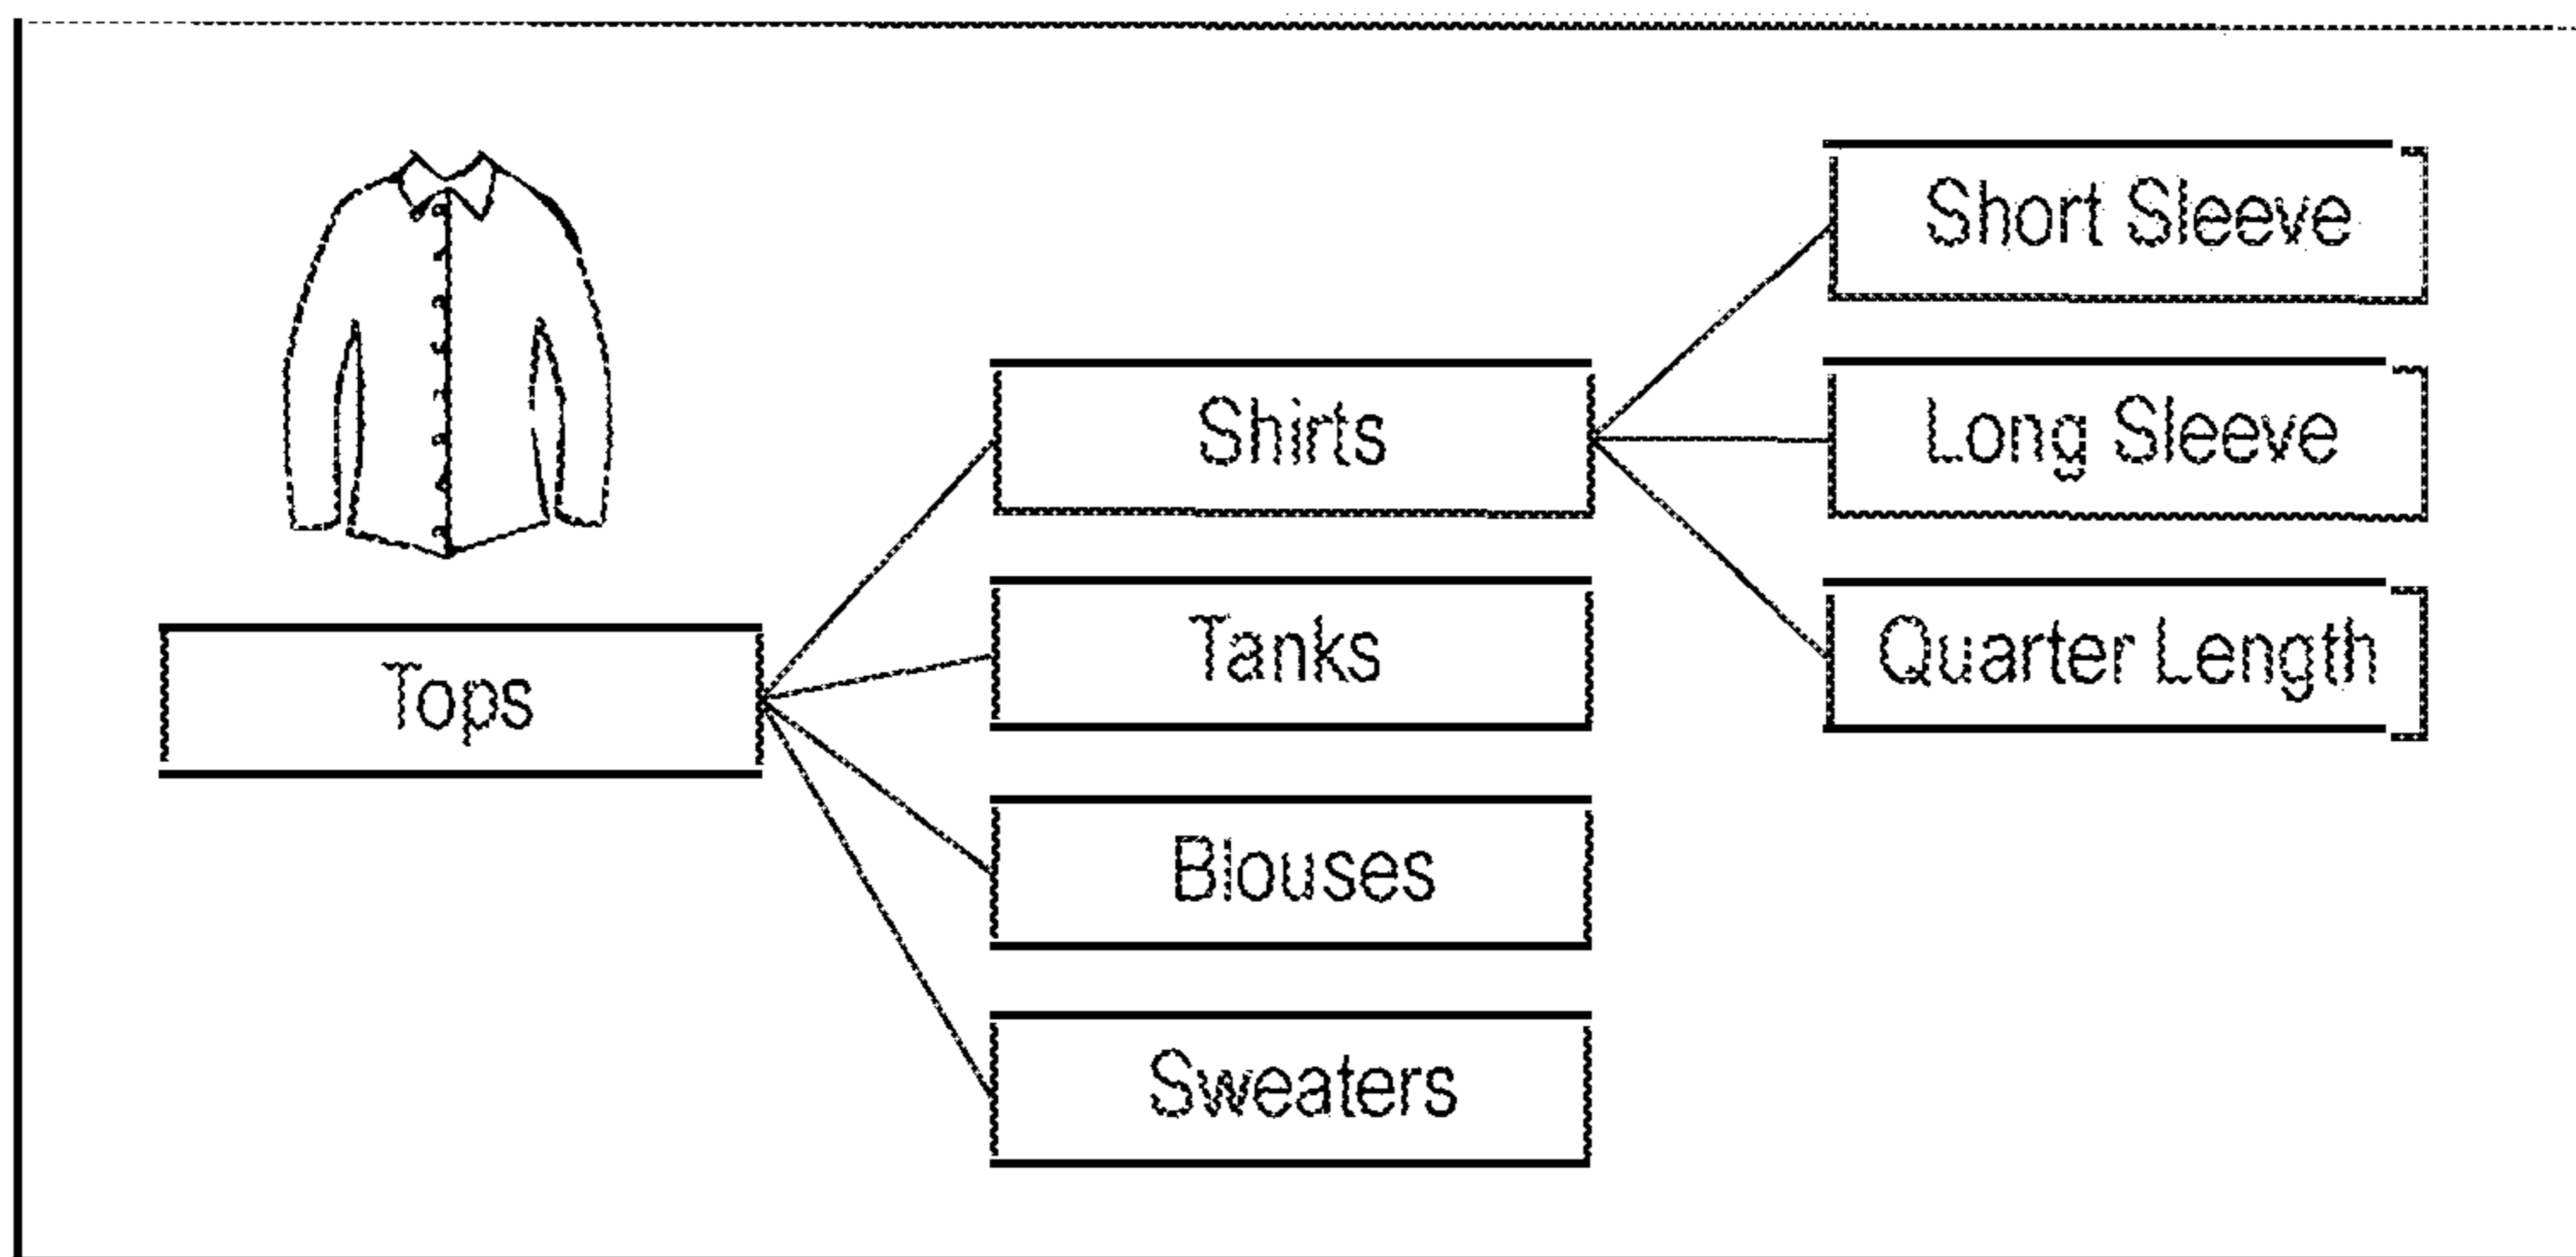 Tops
Shirts
Tanks
Blouses
Sweaters
Short Sleeve
Long Sleeve
Quarter Length